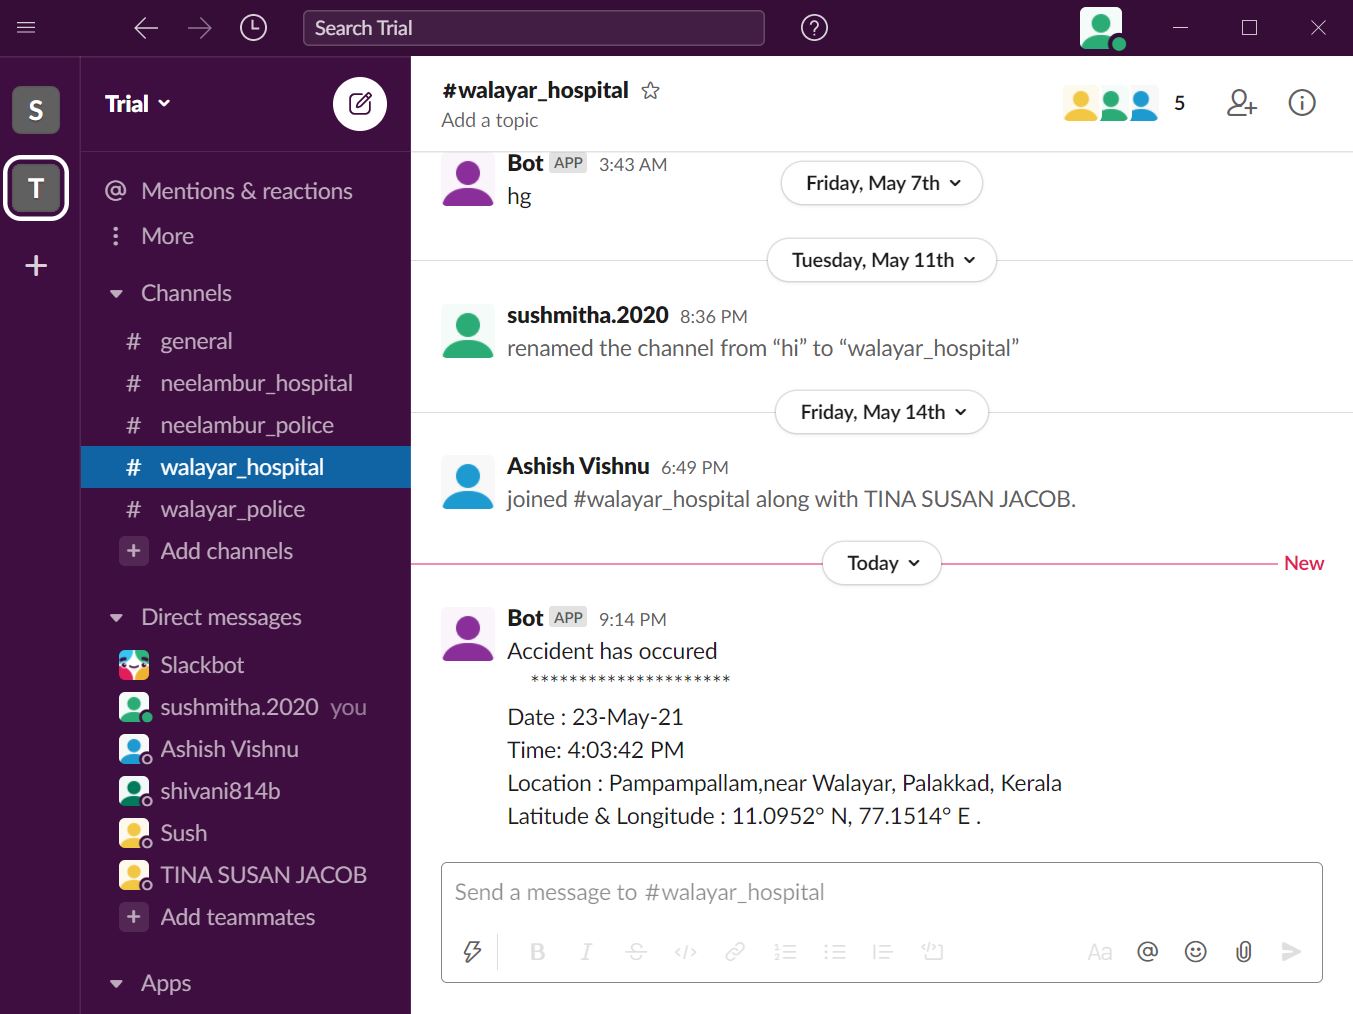 Search Trial
S
T
Trial
Mentions & reactions
More
Channels
# general
# neelambur_hospital
# neelambur_police
# walayar_hospital
# walayar_police
+ Add channels
Direct messages
Slackbot
sushmitha.2020 you
Ashish Vishnu
shivani814b
Sush
TINA SUSAN JACOB
+ Add teammates
Apps
#walayar_hospital
Add a topic
5
Bot APP 3:43 AM
hg
Friday, May 7th
Tuesday, May 11th
sushmitha.2020 8:36 PM
renamed the channel from “hi” to “walayar_hospital”
Friday, May 14th
Ashish Vishnu 6:49 PM
joined #walayar_hospital along with TINA SUSAN JACOB.
Today
New
Bot APP 9:14 PM
Accident has occured
*********************
Date : 23-May-21
Time: 4:03:42 PM
Location : Pampampallam,near Walayar, Palakkad, Kerala
Latitude & Longitude : 11.0952° N, 77.1514° E .
Send a message to #walayar_hospital
B I S </> Aa @